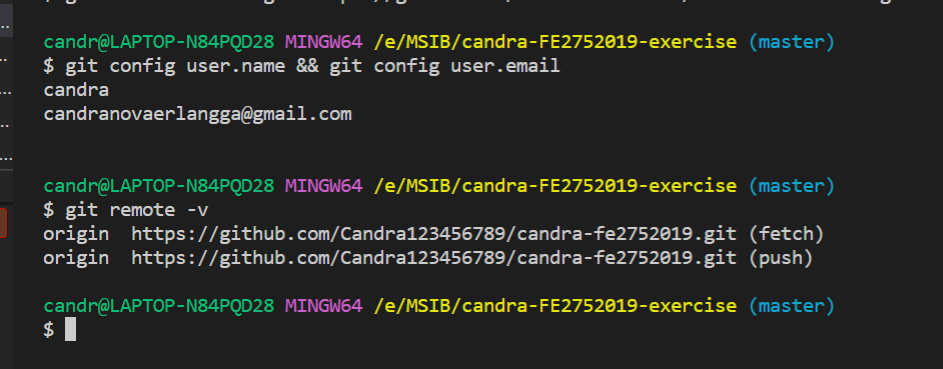 candr@LAPTOP-N84PQD28 MINGW64 /e/MSIB/candra-FE2752019-exercise (master)
$ git config user.name && git config user.email
candra
candranovaerlangga@gmail.com
candr@LAPTOP-N84PQD28 MINGW64 /e/MSIB/candra-FE2752019-exercise (master)
$ git remote -v
origin  https://github.com/Candra123456789/candra-fe2752019.git (fetch)
origin  https://github.com/Candra123456789/candra-fe2752019.git (push)
candr@LAPTOP-N84PQD28 MINGW64 /e/MSIB/candra-FE2752019-exercise (master)
$